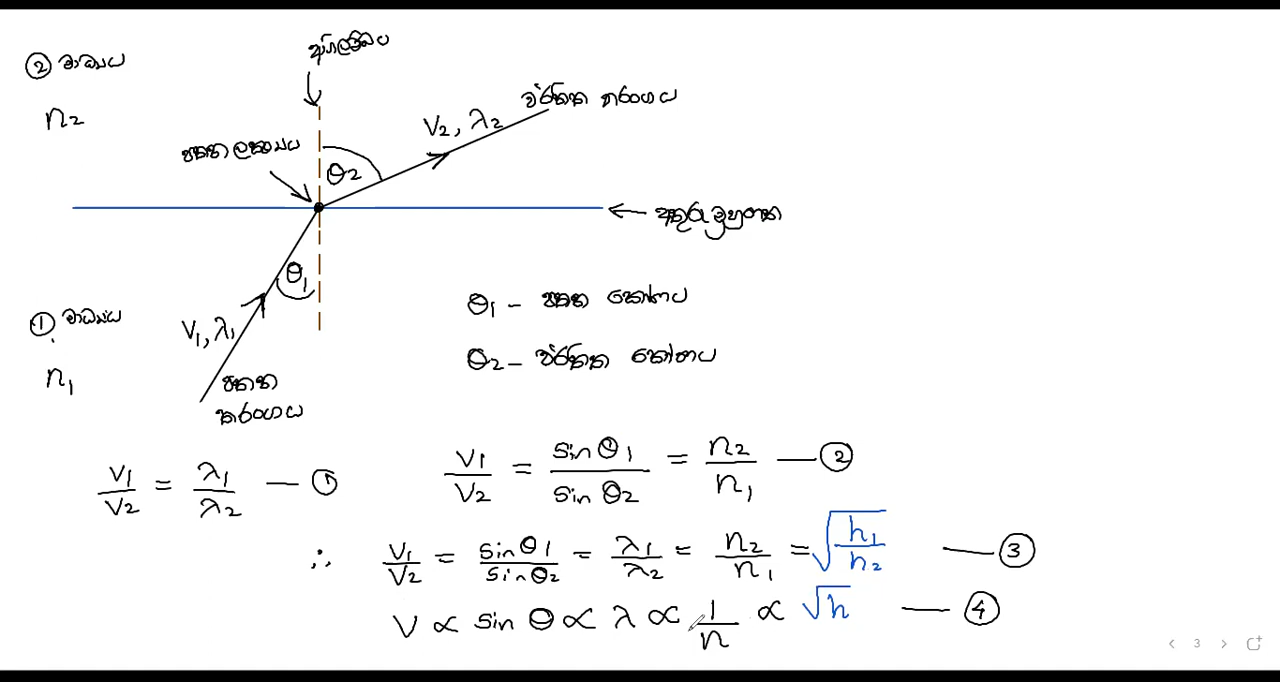 ② මාධ්‍යය
n₂
අභිලම්බය
වර්තිත තරංගය
V₂, λ₂
පතන ලක්ෂ්‍යය
θ₂
අතුරු මුහුණත
θ₁
① මාධ්‍යය
n₁
V₁, λ₁
පතන
තරංගය
θ₁ – පතන කෝණය
θ₂ – වර්තිත කෝණය
V₁/V₂ = λ₁/λ₂ — ①
V₁/V₂ = sin θ₁/sin θ₂ = n₂/n₁ — ②
∴ V₁/V₂ = sin θ₁/sin θ₂ = λ₁/λ₂ = n₂/n₁ = √(h₁/h₂) — ③
V ∝ sin θ ∝ λ ∝ 1/n ∝ √h — ④
3